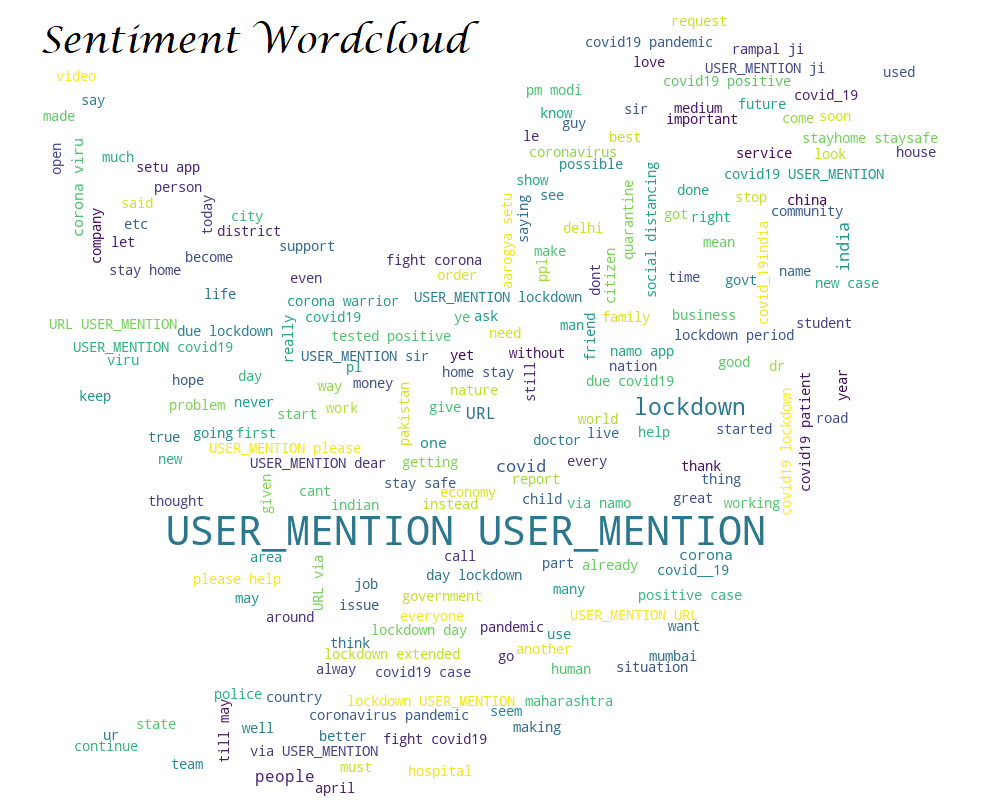 Sentiment Wordcloud
request
covid19 pandemic
rampal ji
love
USER_MENTION ji
used
video
covid19 positive
pm modi
covid_19
say
medium
future
made
know
sir
important
come
soon
guy
le
best
stayhome staysafe
open
corona viru
much
setu app
coronavirus
possible
service
look
house
person
show
covid19 USER_MENTION
said
today
aarogya setu
saying
see
quarantine
social distancing
done
stop
china
company
etc
city
district
delhi
got
right
community
let
support
make
mean
covid_19india
india
become
fight corona
ppl
dont
citizen
stay home
even
order
time
govt
name
new case
life
corona warrior
USER_MENTION lockdown
URL USER_MENTION
due lockdown
really
covid19
ye
ask
man
friend
family
business
student
tested positive
need
lockdown period
USER_MENTION covid19
USER_MENTION sir
yet
without
namo app
viru
pl
home stay
still
nation
good
dr
hope
day
way
money
nature
due covid19
covid19 lockdown
covid19 patient
year
keep
problem
never
start
work
pakistan
give
URL
world
lockdown
road
true
going
first
one
doctor
live
help
started
USER_MENTION please
new
USER_MENTION dear
getting
covid
every
thank
given
stay safe
report
thing
thought
cant
indian
economy
instead
child
via namo
great
working
USER_MENTION USER_MENTION
area
URL via
call
part
already
corona
please help
job
day lockdown
covid__19
may
issue
government
many
positive case
around
everyone
USER_MENTION URL
lockdown day
pandemic
use
want
think
lockdown extended
go
another
mumbai
alway
covid19 case
human
situation
police
country
lockdown USER_MENTION
maharashtra
till may
coronavirus pandemic
seem
state
well
making
ur
better
fight covid19
continue
via USER_MENTION
team
people
must
hospital
april